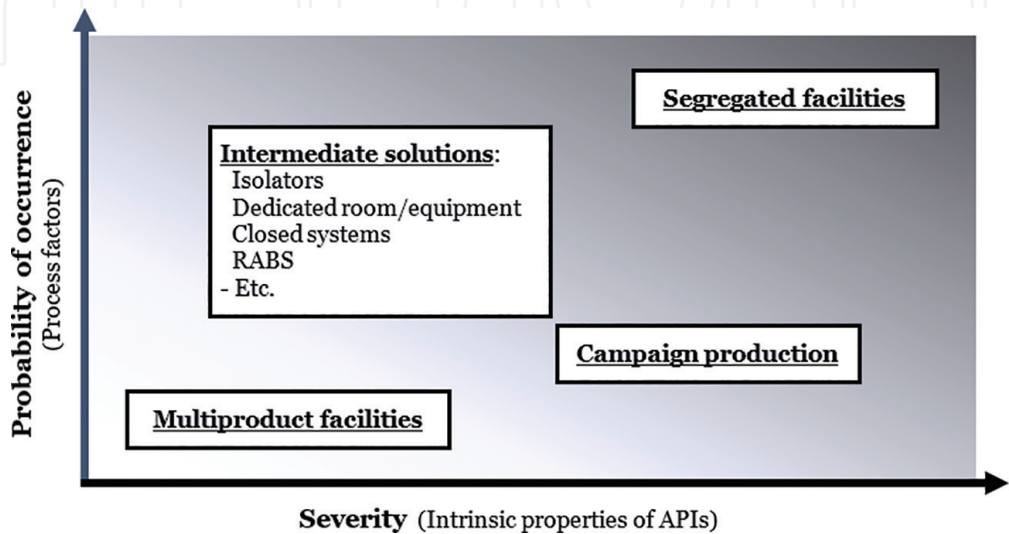 Probability of occurrence
(Process factors)
Segregated facilities
Intermediate solutions:
Isolators
Dedicated room/equipment
Closed systems
RABS
- Etc.
Campaign production
Multiproduct facilities
Severity (Intrinsic properties of APIs)